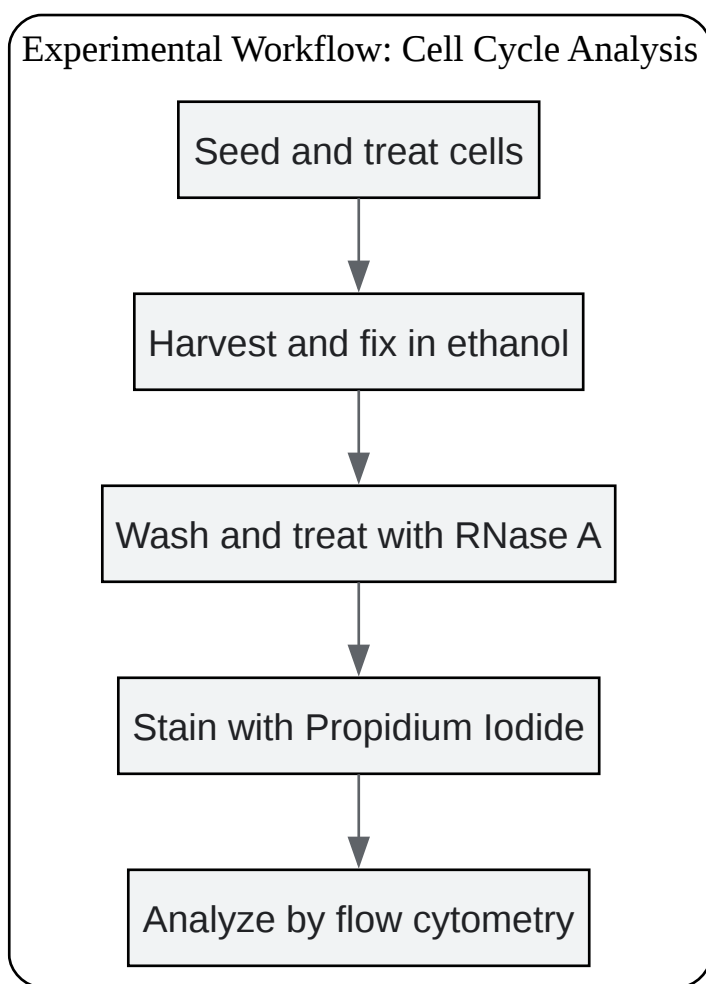 Experimental Workflow: Cell Cycle Analysis
Seed and treat cells
Harvest and fix in ethanol
Wash and treat with RNase A
Stain with Propidium Iodide
Analyze by flow cytometry